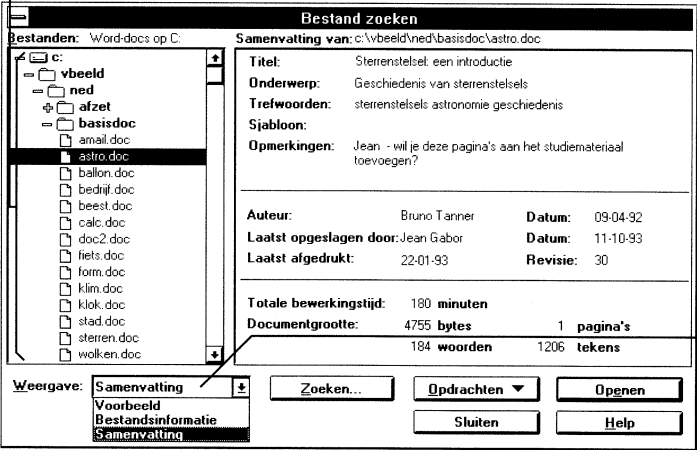 Bestand zoeken
Bestanden: Word-docs op C:
Samenvatting van: c:\vbeeld\ned\basisdoc\astro.doc
c:
vbeeld
ned
afzet
basisdoc
amail.doc
astro.doc
ballon.doc
bedrijf.doc
beest.doc
calc.doc
doc2.doc
fiets.doc
form.doc
klim.doc
klok.doc
stad.doc
sterren.doc
wolken.doc
Titel: Sterrenstelsel: een introductie
Onderwerp: Geschiedenis van sterrenstelsels
Trefwoorden: sterrenstelsels astronomie geschiedenis
Sjabloon:
Opmerkingen: Jean - wil je deze pagina's aan het studiemateriaal
toevoegen?
Auteur: Bruno Tanner Datum: 09-04-92
Laatst opgeslagen door: Jean Gabor Datum: 11-10-93
Laatst afgedrukt: 22-01-93 Revisie: 30
Totale bewerkingstijd: 180 minuten
Documentgrootte: 4755 bytes 1 pagina's
184 woorden 1206 tekens
Weergave: Samenvatting
Voorbeeld
Bestandsinformatie
Samenvatting
Zoeken... Opdrachten Openen
Sluiten Help